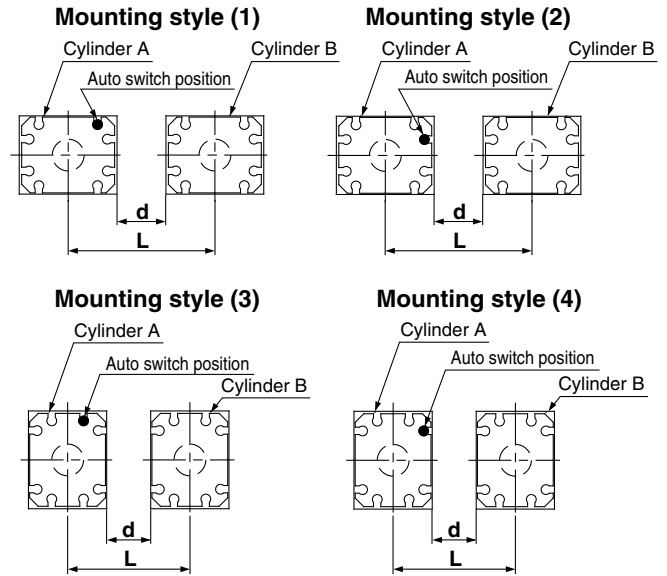 Mounting style (1)
Cylinder A
Cylinder B
Auto switch position
d
L
Mounting style (2)
Cylinder A
Cylinder B
Auto switch position
d
L
Mounting style (3)
Cylinder A
Auto switch position
Cylinder B
d
L
Mounting style (4)
Cylinder A
Auto switch position
Cylinder B
d
L